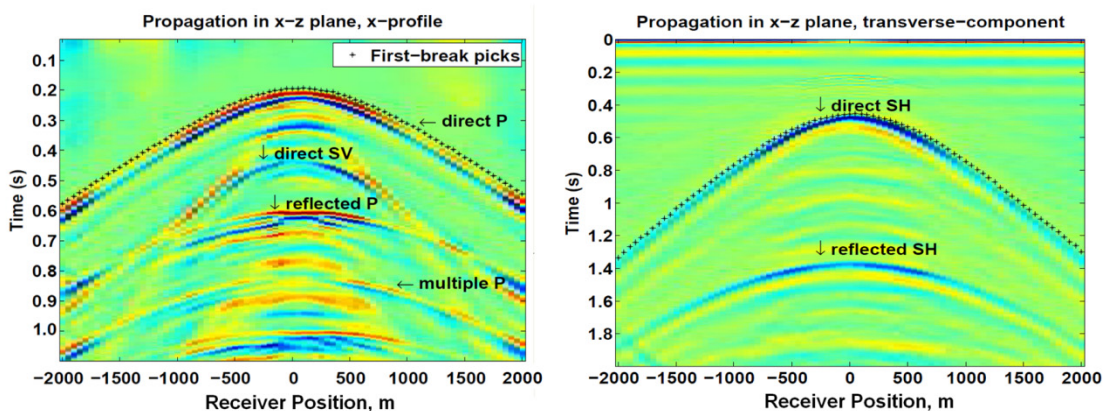 Propagation in x−z plane, x−profile
+ First−break picks
0.1
0.2
0.3
0.4
0.5
0.6
0.7
0.8
0.9
1.0
Time (s)
← direct P
↓ direct SV
↓ reflected P
← multiple P
−2000 −1500 −1000 −500 0 500 1000 1500 2000
Receiver Position, m
Propagation in x−z plane, transverse−component
0
0.2
0.4
0.6
0.8
1
1.2
1.4
1.6
1.8
Time (s)
↓ direct SH
↓ reflected SH
−2000 −1500 −1000 −500 0 500 1000 1500 2000
Receiver Position, m